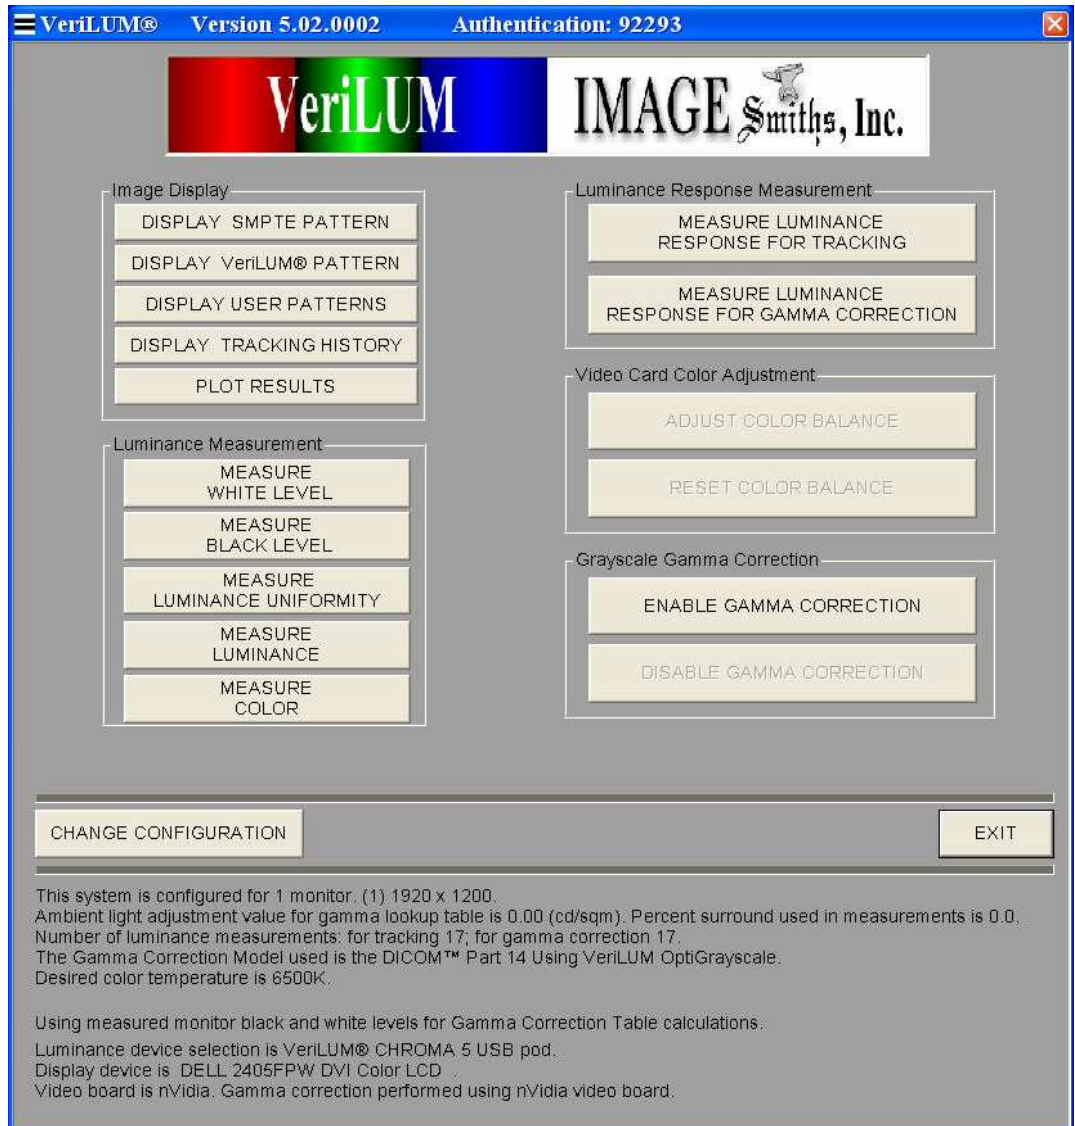 VeriLUM® Version 5.02.0002 Authentication: 92293
VeriLUM IMAGE Smiths, Inc.
Image Display
DISPLAY SMPTE PATTERN
DISPLAY VeriLUM® PATTERN
DISPLAY USER PATTERNS
DISPLAY TRACKING HISTORY
PLOT RESULTS
Luminance Measurement
MEASURE
WHITE LEVEL
MEASURE
BLACK LEVEL
MEASURE
LUMINANCE UNIFORMITY
MEASURE
LUMINANCE
MEASURE
COLOR
Luminance Response Measurement
MEASURE LUMINANCE
RESPONSE FOR TRACKING
MEASURE LUMINANCE
RESPONSE FOR GAMMA CORRECTION
Video Card Color Adjustment
ADJUST COLOR BALANCE
RESET COLOR BALANCE
Grayscale Gamma Correction
ENABLE GAMMA CORRECTION
DISABLE GAMMA CORRECTION
CHANGE CONFIGURATION
EXIT
This system is configured for 1 monitor. (1) 1920 x 1200.
Ambient light adjustment value for gamma lookup table is 0.00 (cd/sqm). Percent surround used in measurements is 0.0.
Number of luminance measurements: for tracking 17; for gamma correction 17.
The Gamma Correction Model used is the DICOM™ Part 14 Using VeriLUM OptiGrayscale.
Desired color temperature is 6500K.
Using measured monitor black and white levels for Gamma Correction Table calculations.
Luminance device selection is VeriLUM® CHROMA 5 USB pod.
Display device is DELL 2405FPW DVI Color LCD .
Video board is nVidia. Gamma correction performed using nVidia video board.